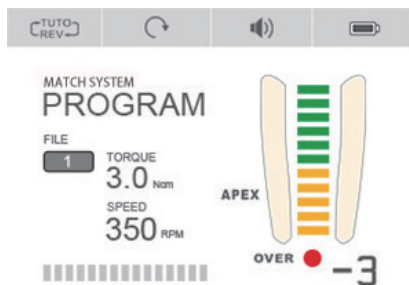 TUTO
REV
MATCH SYSTEM
PROGRAM
FILE
1
TORQUE
3.0 Ncm
SPEED
350 RPM
APEX
OVER
-3